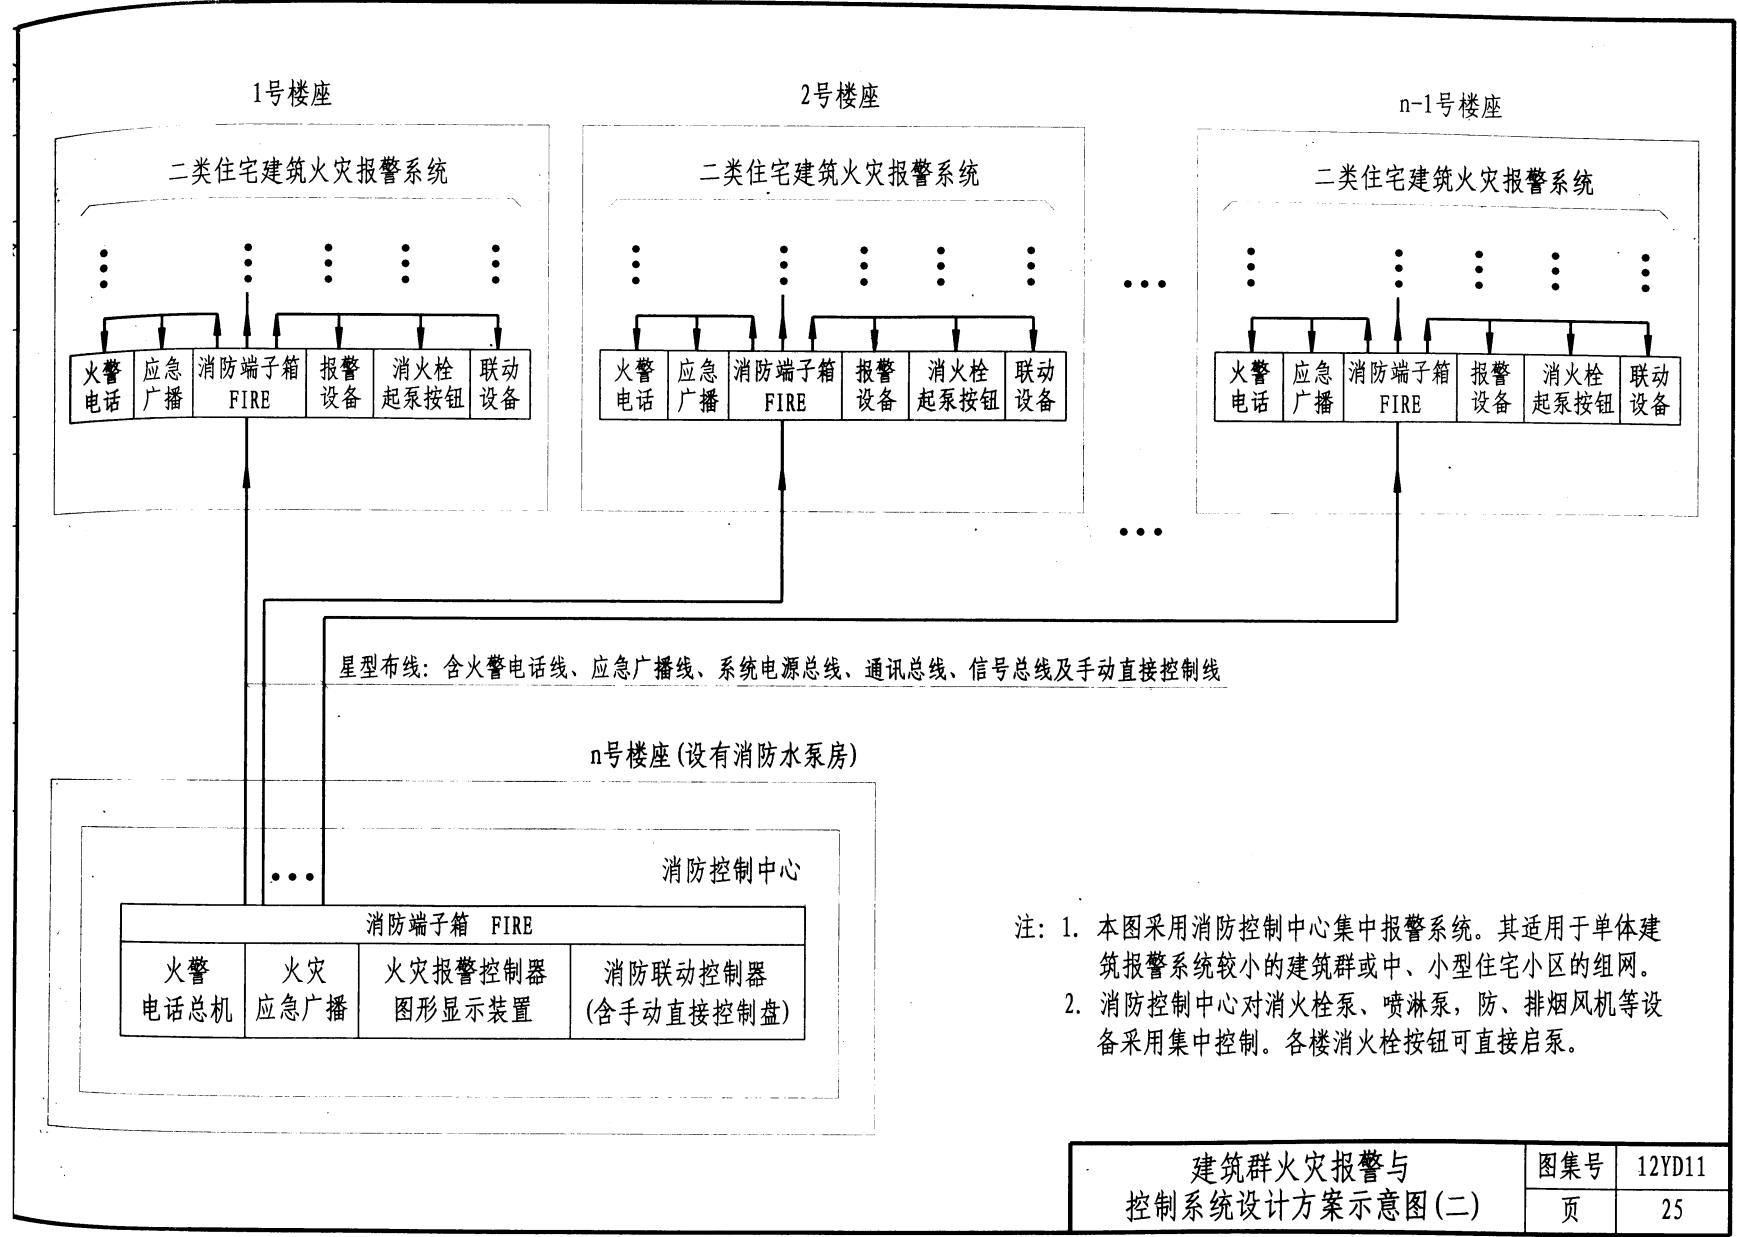 1号楼座
2号楼座
n-1号楼座
二类住宅建筑火灾报警系统
二类住宅建筑火灾报警系统
二类住宅建筑火灾报警系统
火警
电话
应急
广播
消防端子箱
FIRE
报警
设备
消火栓
起泵按钮
联动
设备
火警
电话
应急
广播
消防端子箱
FIRE
报警
设备
消火栓
起泵按钮
联动
设备
火警
电话
应急
广播
消防端子箱
FIRE
报警
设备
消火栓
起泵按钮
联动
设备
星型布线：含火警电话线、应急广播线、系统电源总线、通讯总线、信号总线及手动直接控制线
n号楼座(设有消防水泵房)
消防控制中心
消防端子箱 FIRE
火警
电话总机
火灾
应急广播
火灾报警控制器
图形显示装置
消防联动控制器
(含手动直接控制盘)
注：1. 本图采用消防控制中心集中报警系统。其适用于单体建
筑报警系统较小的建筑群或中、小型住宅小区的组网。
2. 消防控制中心对消火栓泵、喷淋泵，防、排烟风机等设
备采用集中控制。各楼消火栓按钮可直接启泵。
建筑群火灾报警与
控制系统设计方案示意图(二)
图集号
12YD11
页
25